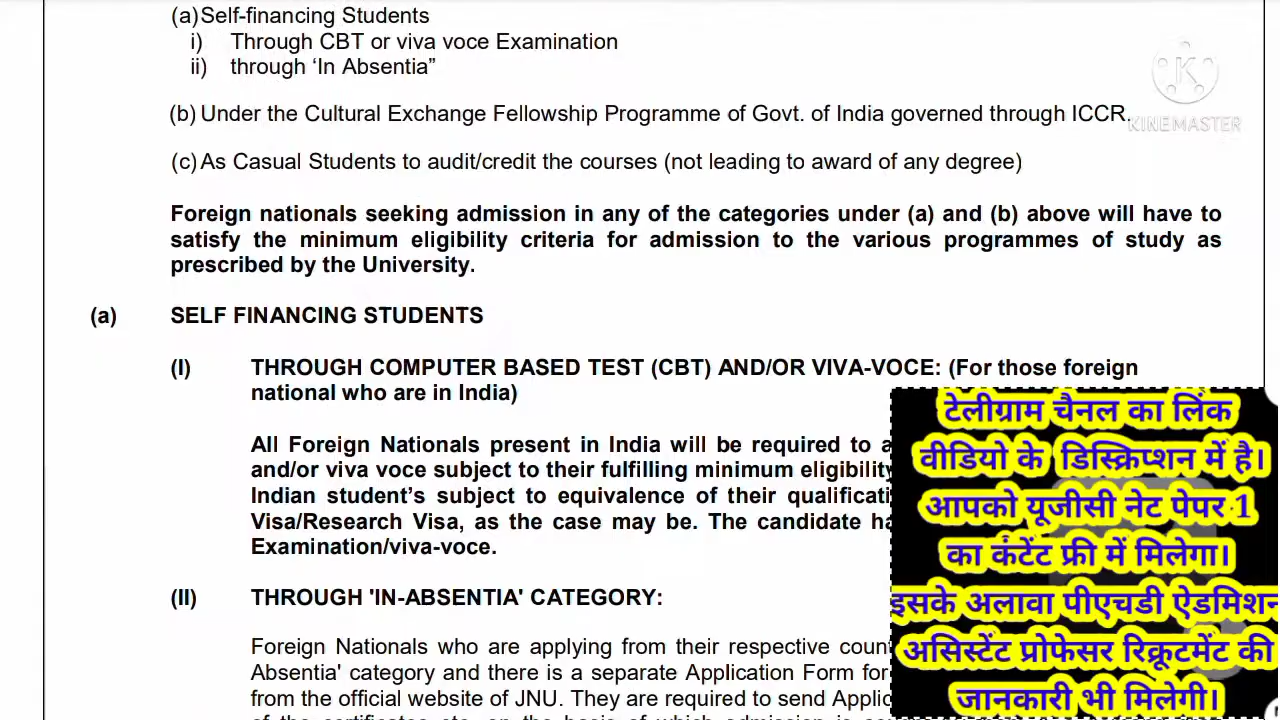 (a)Self-financing Students
i) Through CBT or viva voce Examination
ii) through ‘In Absentia”
(b) Under the Cultural Exchange Fellowship Programme of Govt. of India governed through ICCR.
(c) As Casual Students to audit/credit the courses (not leading to award of any degree)
Foreign nationals seeking admission in any of the categories under (a) and (b) above will have to
satisfy the minimum eligibility criteria for admission to the various programmes of study as
prescribed by the University.
(a) SELF FINANCING STUDENTS
(I) THROUGH COMPUTER BASED TEST (CBT) AND/OR VIVA-VOCE: (For those foreign
national who are in India)
All Foreign Nationals present in India will be required to
and/or viva voce subject to their fulfilling minimum eligibility
Indian student’s subject to equivalence of their
Visa/Research Visa, as the case may be. The candidate
Examination/viva-voce.
(II) THROUGH 'IN-ABSENTIA' CATEGORY:
Foreign Nationals who are applying from their respective
Absentia' category and there is a separate Application Form for
from the official website of JNU. They are required to send
KINEMASTER
टेलीग्राम चैनल का लिंक
वीडियो के डिस्क्रिप्शन में है।
आपको यूजीसी नेट पेपर 1
का कंटेंट फ्री में मिलेगा।
इसके अलावा पीएचडी ऐडमिशन
असिस्टेंट प्रोफेसर रिक्रूटमेंट की
जानकारी भी मिलेगी।